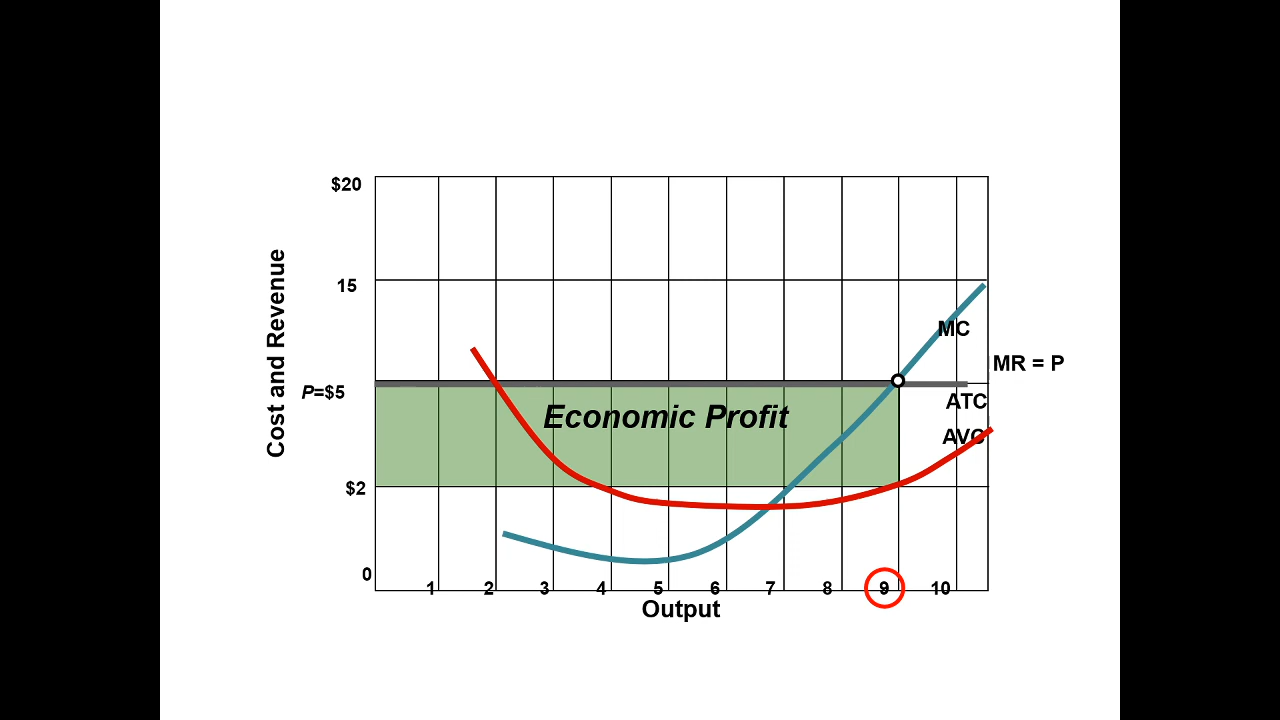 $20
15
Cost and Revenue
MC
MR = P
P=$5
ATC
Economic Profit
AVC
$2
0
1 2 3 4 5 6 7 8 9 10
Output